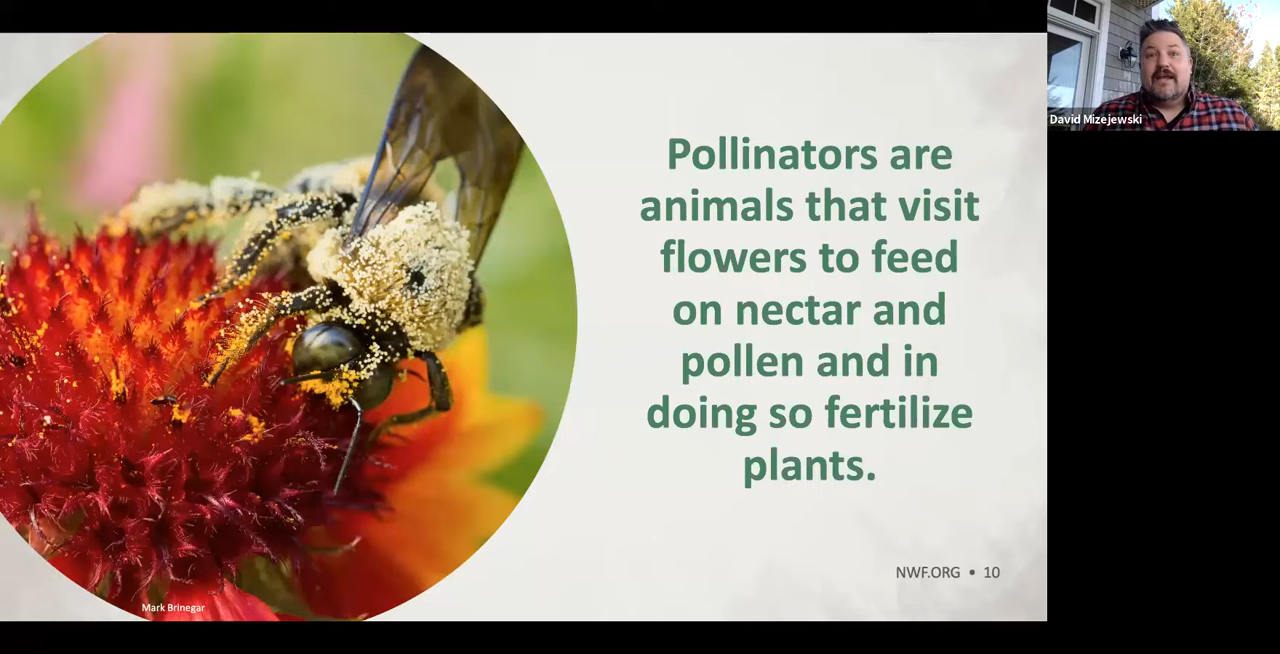 David Mizejewski
Pollinators are
animals that visit
flowers to feed
on nectar and
pollen and in
doing so fertilize
plants.
NWF.ORG • 10
Mark Brinegar